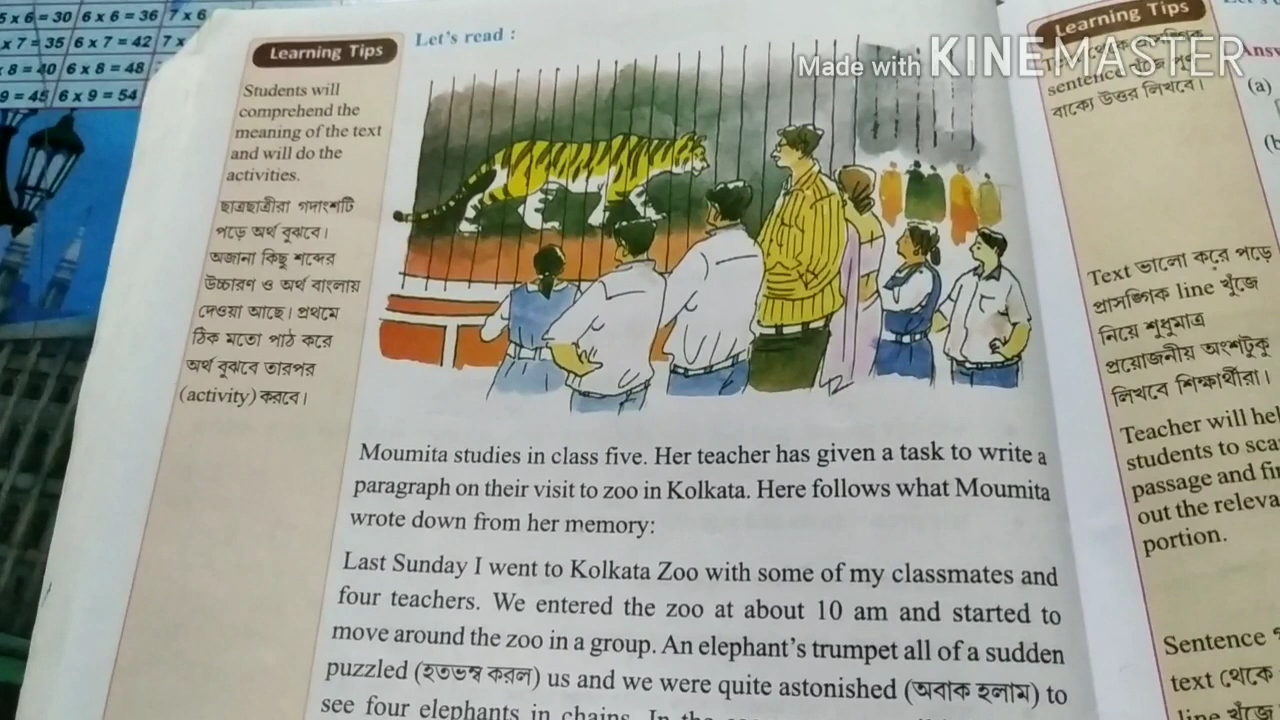 5 x 6 = 30 6 x 6 = 36 7 x 6
x 7 = 35 6 x 7 = 42 7 x
x 8 = 40 6 x 8 = 48
9 = 45 6 x 9 = 54
Learning Tips
Students will
comprehend the
meaning of the text
and will do the
activities.
ছাত্রছাত্রীরা গদ্যাংশটি
পড়ে অর্থ বুঝবে।
অজানা কিছু শব্দের
উচ্চারণ ও অর্থ বাংলায়
দেওয়া আছে। প্রথমে
ঠিক মতো পাঠ করে
অর্থ বুঝবে তারপর
(activity) করবে।
Let's read :
Made with KINEMASTER
Moumita studies in class five. Her teacher has given a task to write a
paragraph on their visit to zoo in Kolkata. Here follows what Moumita
wrote down from her memory:
Last Sunday I went to Kolkata Zoo with some of my classmates and
four teachers. We entered the zoo at about 10 am and started to
move around the zoo in a group. An elephant's trumpet all of a sudden
puzzled (হতভম্ব করল) us and we were quite astonished (অবাক হলাম) to
see four elephants in chains. In the
Learning Tips
sentence খুঁজে
বাক্যে উত্তর লিখবে।
(a)
Text ভালো করে পড়ে
প্রাসঙ্গিক line খুঁজে
নিয়ে শুধুমাত্র
প্রয়োজনীয় অংশটুকু
লিখবে শিক্ষার্থীরা।
Teacher will hel
students to sca
passage and fi
out the releva
portion.
Sentence
text থেকে
line খুঁজে